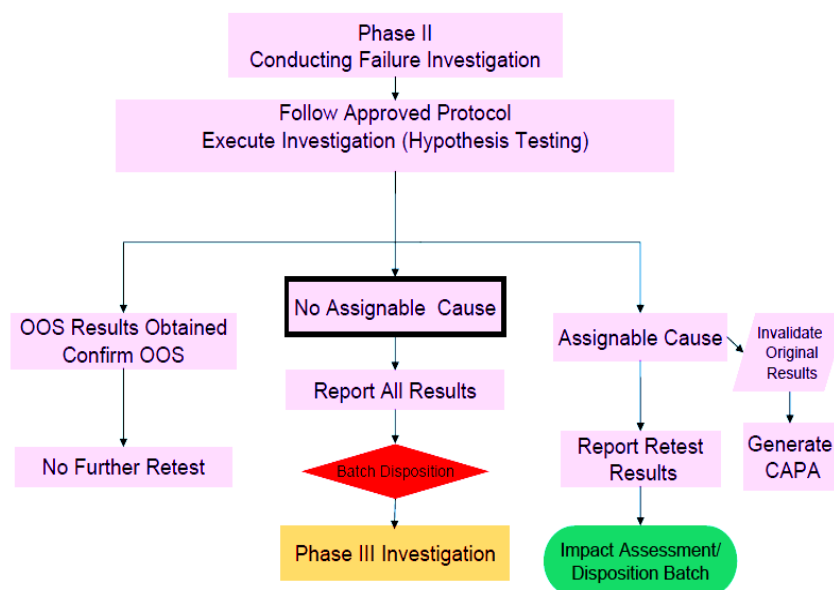 Phase II
Conducting Failure Investigation
Follow Approved Protocol
Execute Investigation (Hypothesis Testing)
OOS Results Obtained
Confirm OOS
No Further Retest
No Assignable Cause
Report All Results
Batch Disposition
Phase III Investigation
Assignable Cause
Report Retest
Results
Impact Assessment/
Disposition Batch
Invalidate
Original
Results
Generate
CAPA